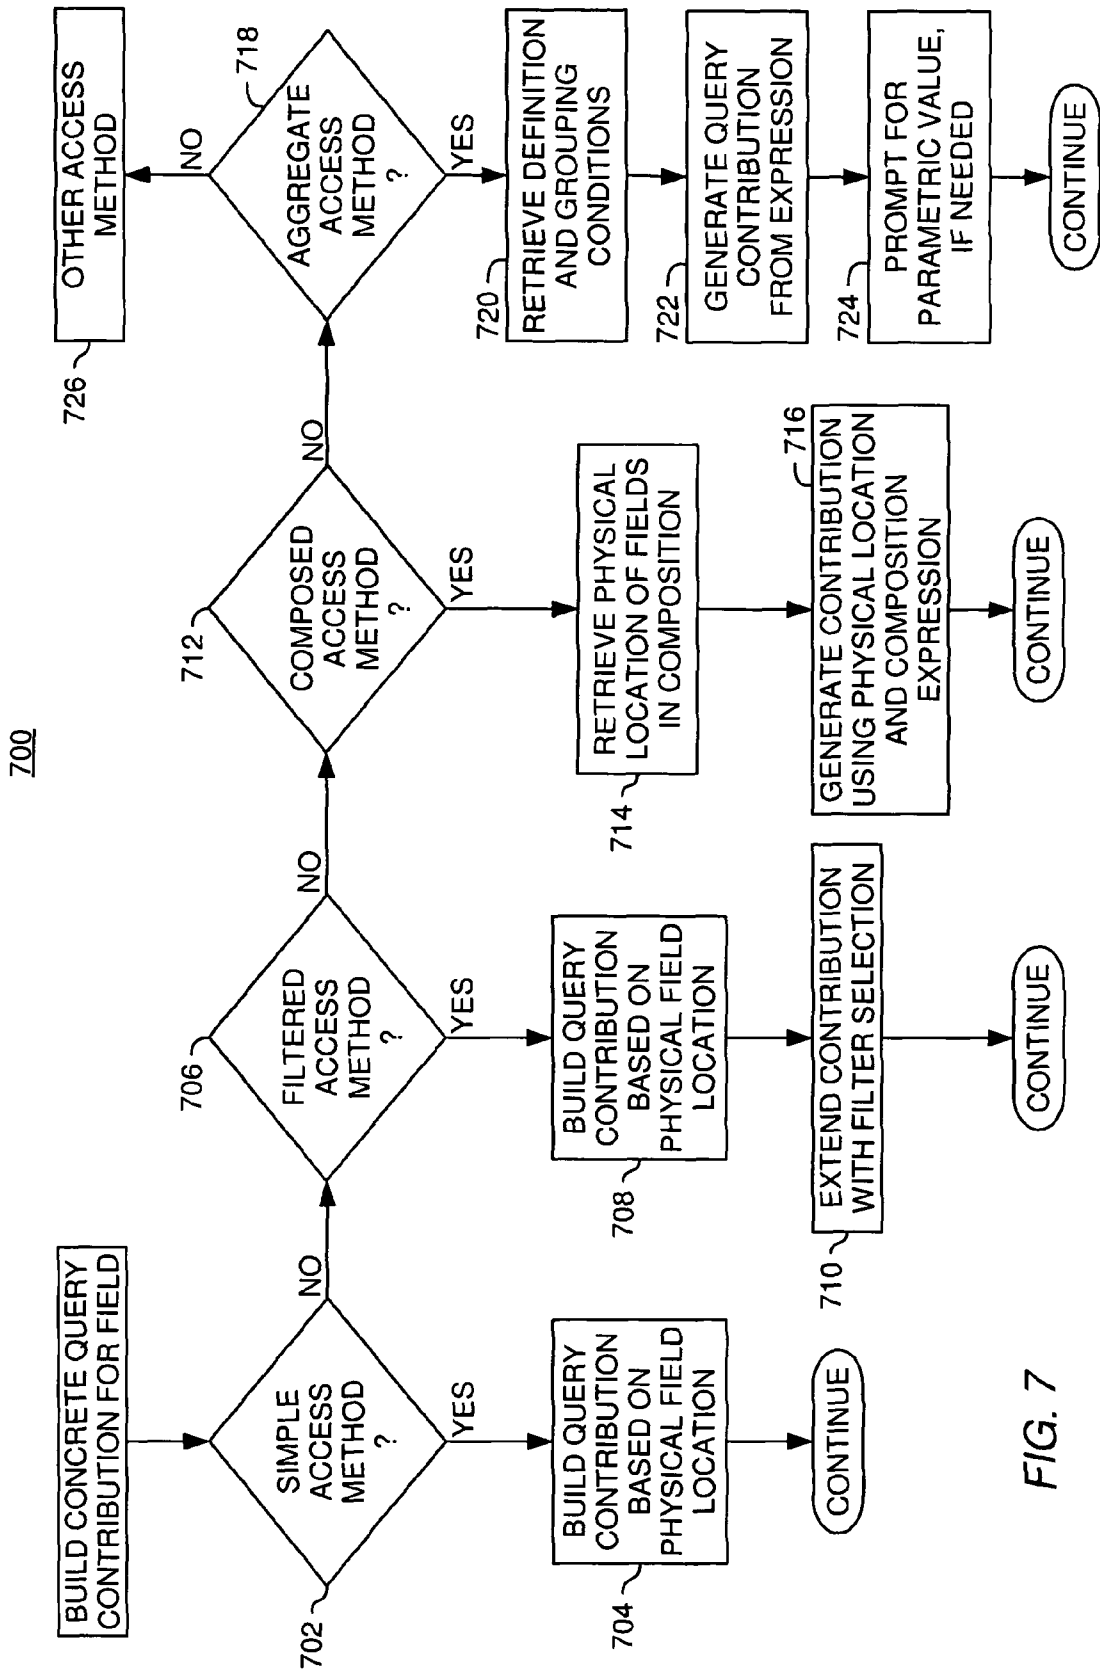 700
BUILD CONCRETE QUERY
CONTRIBUTION FOR FIELD
702
SIMPLE
ACCESS
METHOD
?
NO
YES
704
BUILD QUERY
CONTRIBUTION
BASED ON
PHYSICAL FIELD
LOCATION
CONTINUE
706
FILTERED
ACCESS
METHOD
?
NO
YES
708
BUILD QUERY
CONTRIBUTION
BASED ON
PHYSICAL FIELD
LOCATION
710
EXTEND CONTRIBUTION
WITH FILTER SELECTION
CONTINUE
712
COMPOSED
ACCESS
METHOD
?
NO
YES
714
RETRIEVE PHYSICAL
LOCATION OF FIELDS
IN COMPOSITION
716
GENERATE CONTRIBUTION
USING PHYSICAL LOCATION
AND COMPOSITION
EXPRESSION
CONTINUE
718
AGGREGATE
ACCESS
METHOD
?
NO
YES
726
OTHER ACCESS
METHOD
720
RETRIEVE DEFINITION
AND GROUPING
CONDITIONS
722
GENERATE QUERY
CONTRIBUTION
FROM EXPRESSION
724
PROMPT FOR
PARAMETRIC VALUE,
IF NEEDED
CONTINUE
FIG. 7